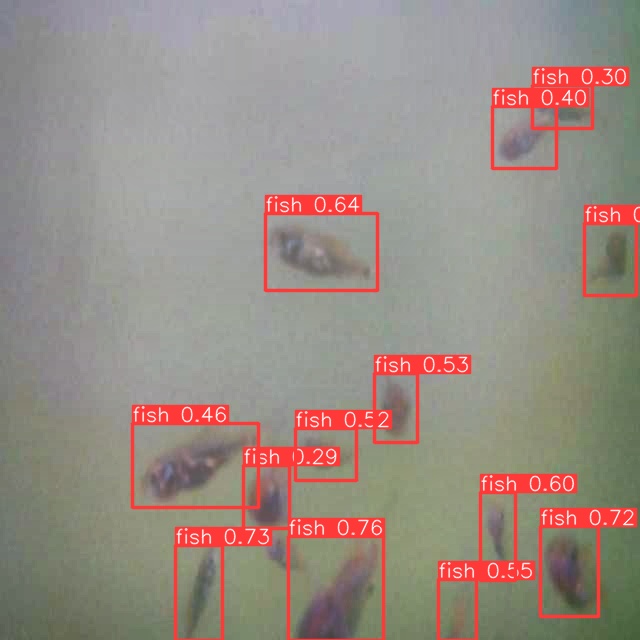 fish 0.30
fish 0.40
fish 0.64
fish
fish 0.53
fish 0.46
fish 0.52
fish 0.29
fish 0.60
fish 0.72
fish 0.76
fish 0.73
fish 0.55